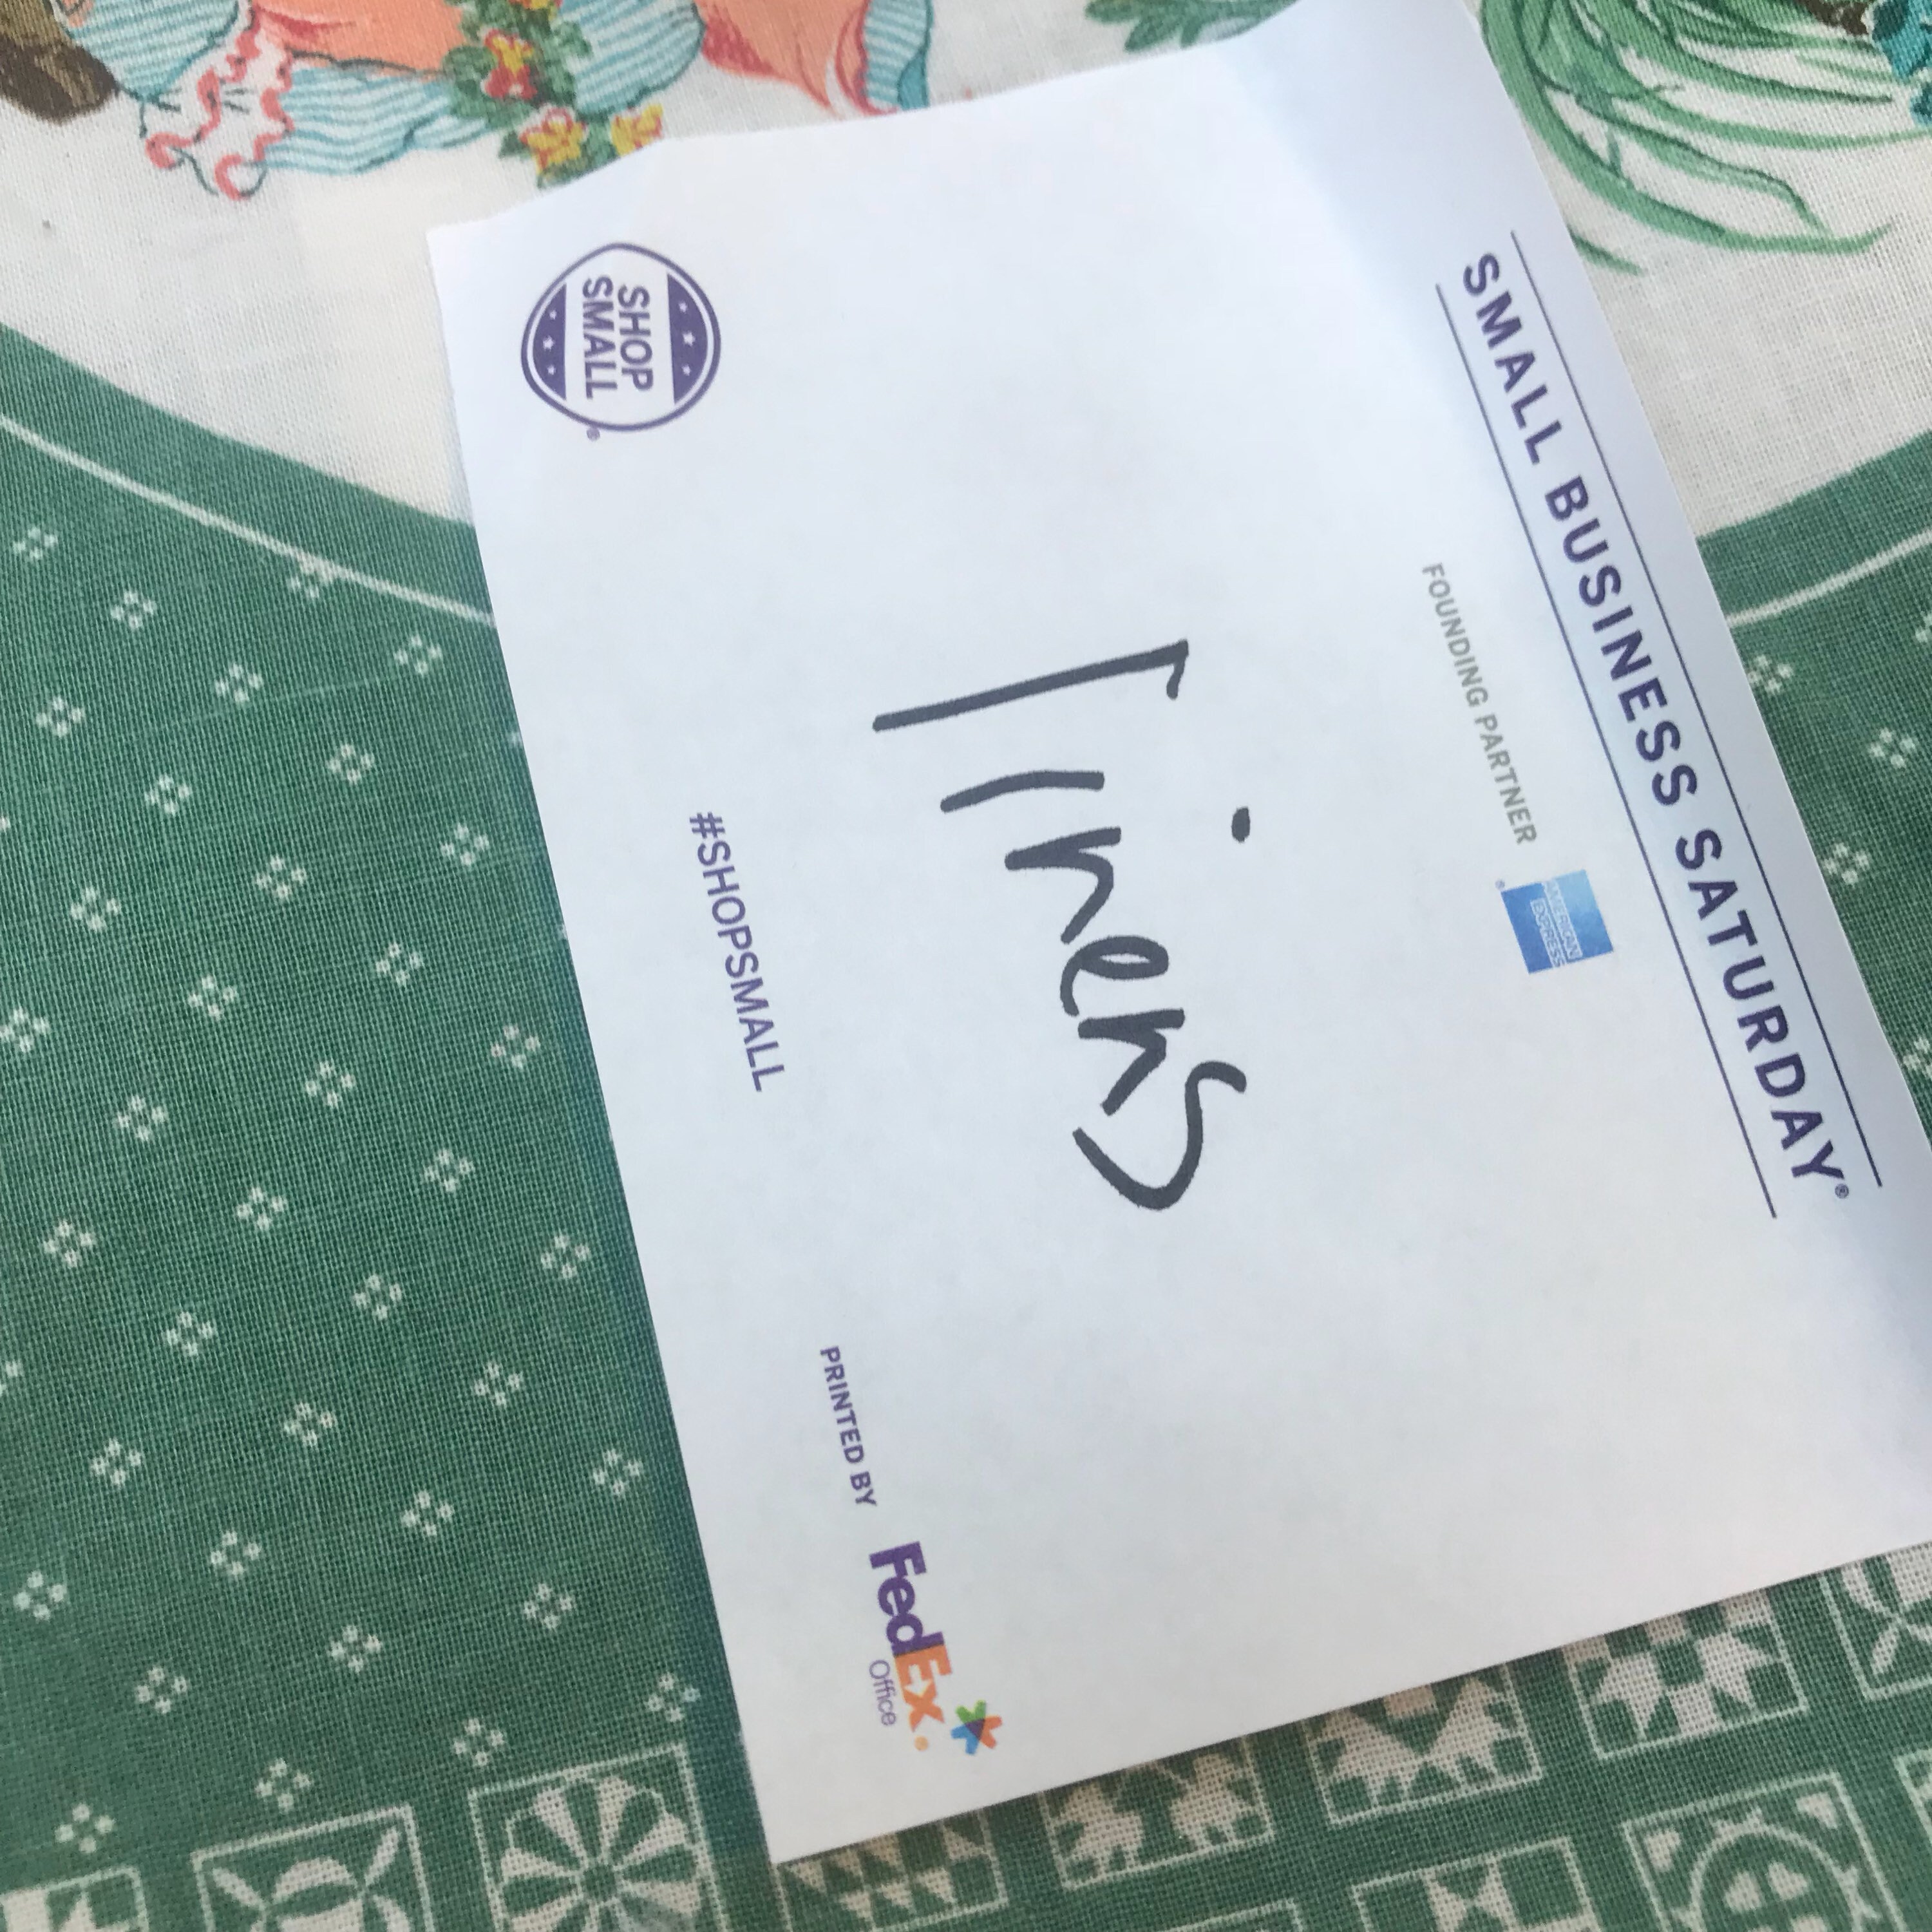 SMALL BUSINESS SATURDAY®
FOUNDING PARTNER
AMERICAN
EXPRESS®
linens
SHOP
SMALL®
#SHOPSMALL
PRINTED BY FedEx®
Office